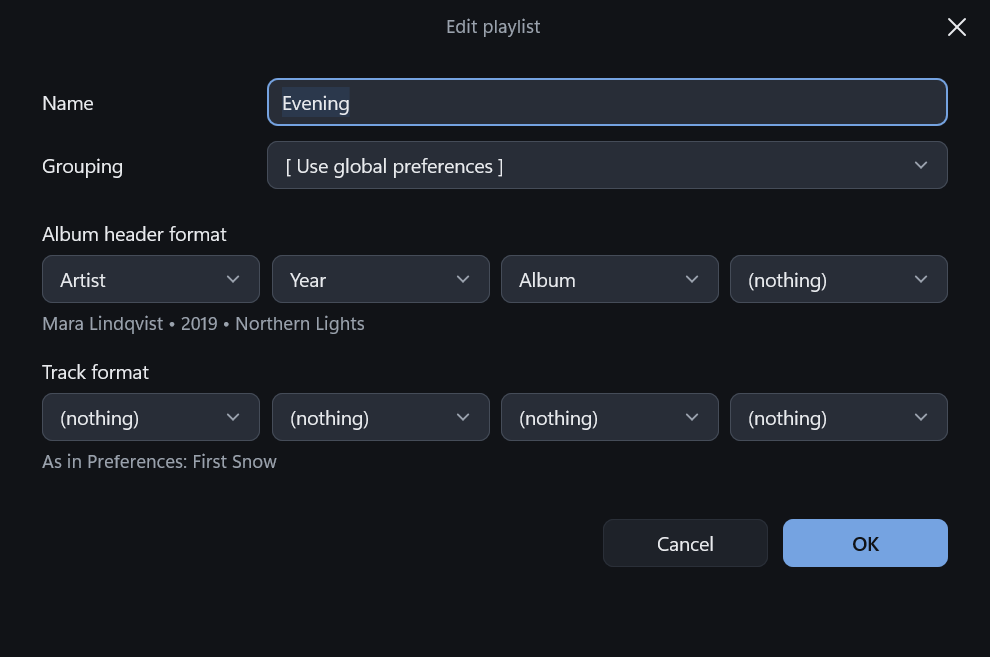 Edit playlist
Name
Evening
Grouping
[ Use global preferences ]
Album header format
Artist Year Album (nothing)
Mara Lindqvist • 2019 • Northern Lights
Track format
(nothing) (nothing) (nothing) (nothing)
As in Preferences: First Snow
Cancel OK